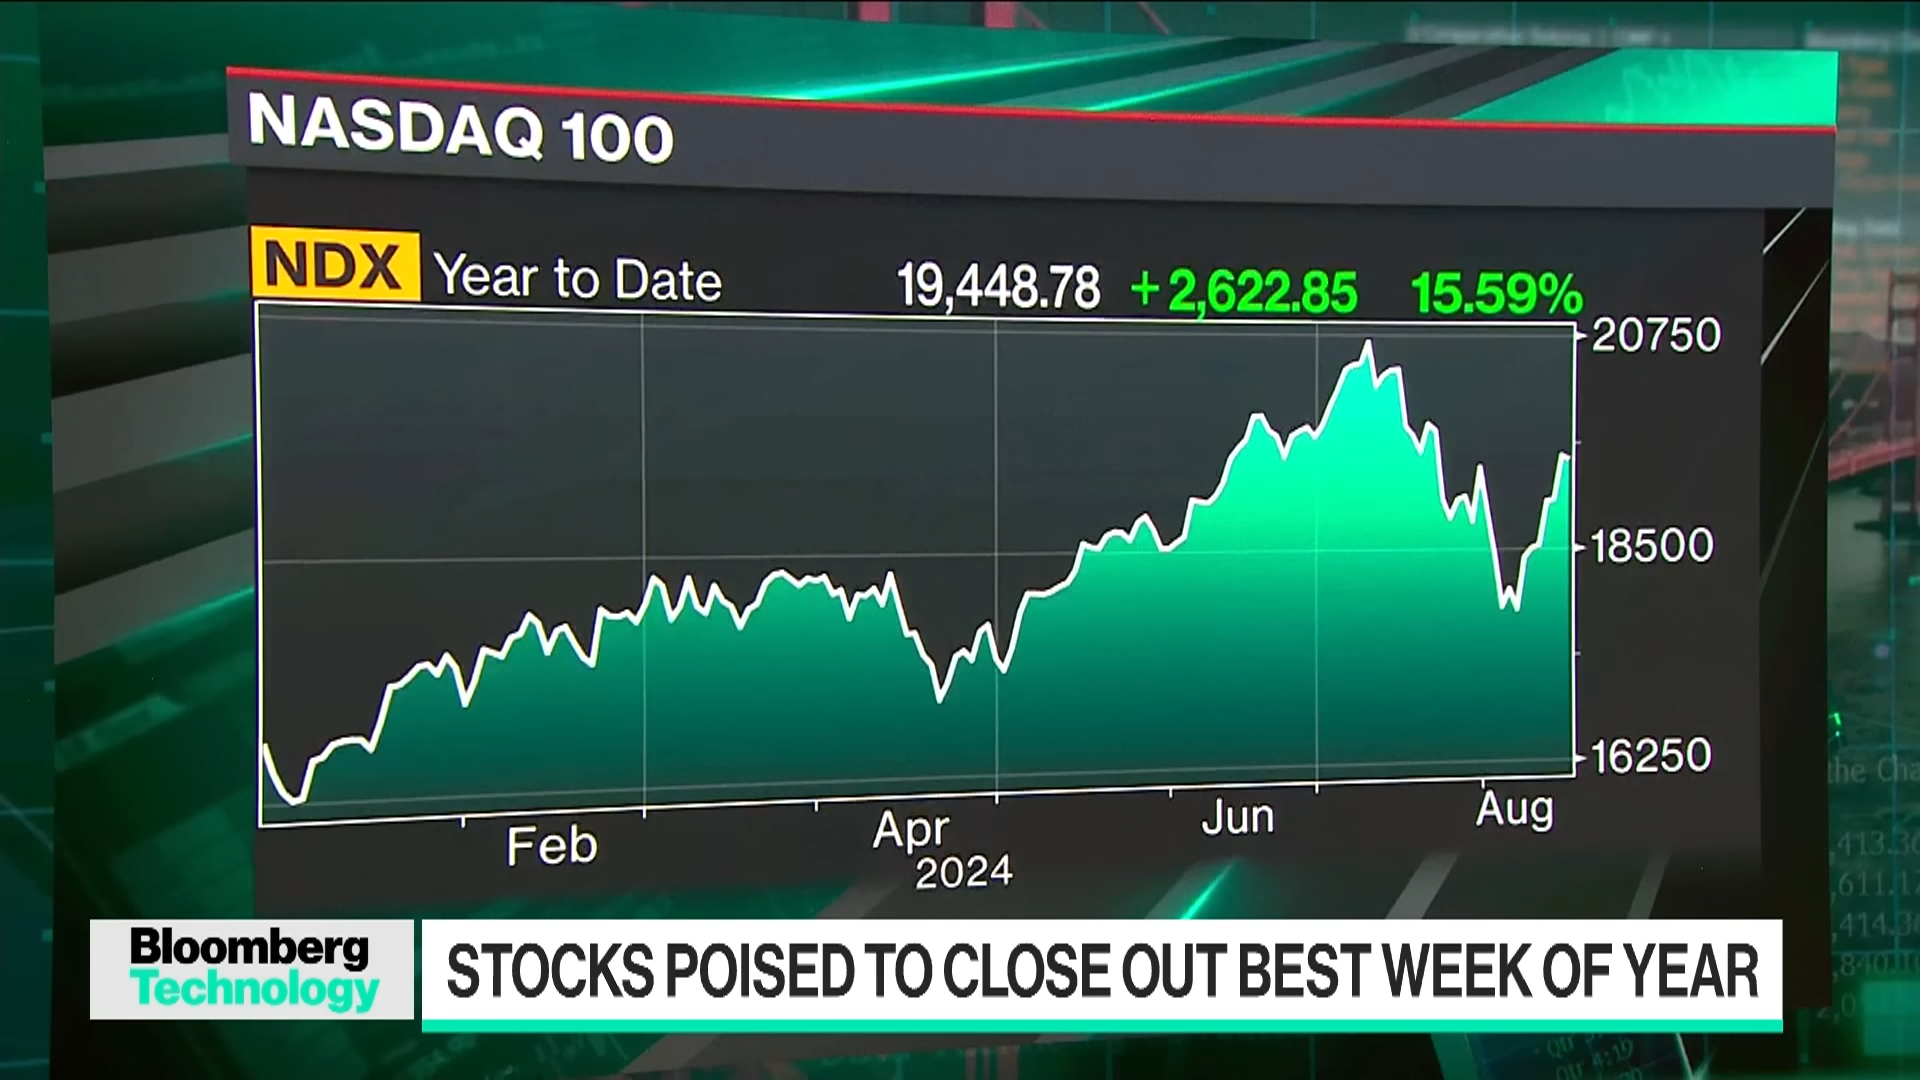 NASDAQ 100
NDX Year to Date 19,448.78 +2,622.85 15.59%
20750
18500
16250
Feb Apr Jun Aug
2024
Bloomberg
Technology
STOCKS POISED TO CLOSE OUT BEST WEEK OF YEAR